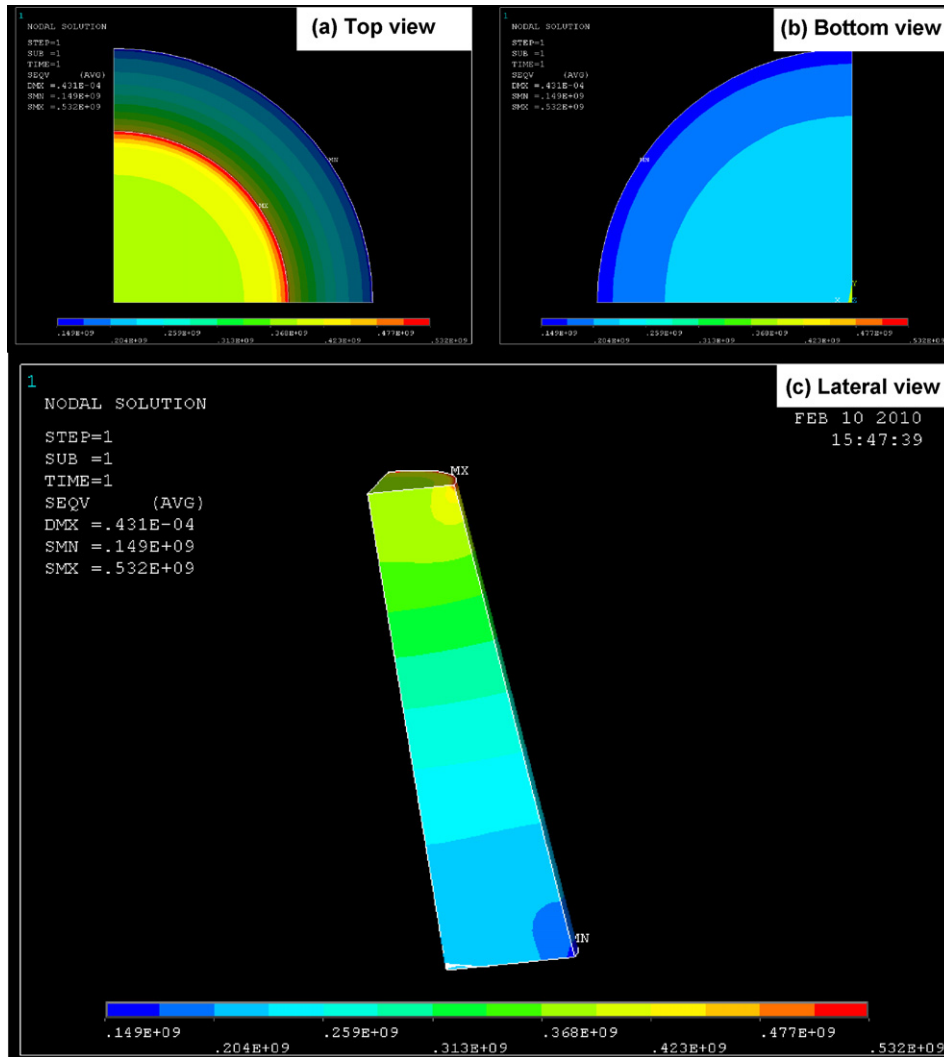 1
(a) Top view
NODAL SOLUTION
STEP=1
SUB =1
TIME=1
SEQV (AVG)
DMX =.431E-04
SMN =.149E+09
SMX =.532E+09
MN
MX
.149E+09 .259E+09 .368E+09 .477E+09
.204E+09 .313E+09 .423E+09 .532E+09
1
(b) Bottom view
NODAL SOLUTION
STEP=1
SUB =1
TIME=1
SEQV (AVG)
DMX =.431E-04
SMN =.149E+09
SMX =.532E+09
MN
Y
X Z
.149E+09 .259E+09 .368E+09 .477E+09
.204E+09 .313E+09 .423E+09 .532E+09
1
(c) Lateral view
NODAL SOLUTION
FEB 10 2010
15:47:39
STEP=1
SUB =1
TIME=1
SEQV (AVG)
DMX =.431E-04
SMN =.149E+09
SMX =.532E+09
MX
MN
.149E+09 .259E+09 .368E+09 .477E+09
.204E+09 .313E+09 .423E+09 .532E+09